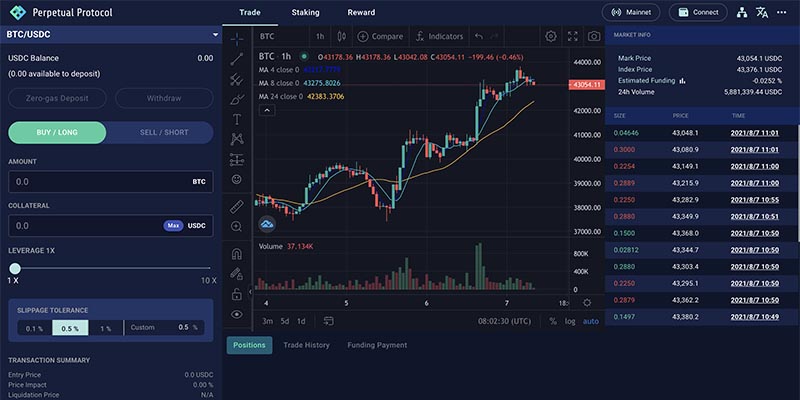 Perpetual Protocol
Trade
Staking
Reward
Mainnet
Connect
BTC/USDC
USDC Balance
0.00
(0.00 available to deposit)
Zero-gas Deposit
Withdraw
BUY / LONG
SELL / SHORT
AMOUNT
0.0
BTC
COLLATERAL
0.0
Max
USDC
LEVERAGE 1X
1 X
10 X
SLIPPAGE TOLERANCE
0.1 %
0.5 %
1 %
Custom
0.5 %
TRANSACTION SUMMARY
Entry Price
0.0 USDC
Price Impact
0.00 %
Liquidation Price
N/A
BTC
1h
Compare
Indicators
BTC · 1h
O43178.36 H43178.36 L43042.08 C43054.11 −199.46 (−0.46%)
MA 4 close 0
MA 8 close 0 43275.8026
MA 24 close 0 42383.3706
44000.00
43054.11
42000.00
41000.00
40000.00
39000.00
38000.00
37000.00
Volume 37.134K
800K
400K
0
4
5
6
7
18:
3m 5d 1d
08:02:30 (UTC)
% log auto
Positions
Trade History
Funding Payment
MARKET INFO
Mark Price 43,054.1 USDC
Index Price 43,376.1 USDC
Estimated Funding -0.0252 %
24h Volume 5,881,339.44 USDC
SIZE PRICE TIME
0.04646 43,048.1 2021/8/7 11:01
0.3000 43,080.9 2021/8/7 11:01
0.2254 43,149.1 2021/8/7 11:00
0.2889 43,215.9 2021/8/7 11:00
0.2254 43,282.9 2021/8/7 10:55
0.2880 43,349.9 2021/8/7 10:51
0.1500 43,368.0 2021/8/7 10:50
0.02812 43,344.7 2021/8/7 10:50
0.2880 43,303.4 2021/8/7 10:50
0.2250 43,295.1 2021/8/7 10:50
0.2879 43,362.2 2021/8/7 10:50
0.1497 43,380.2 2021/8/7 10:49